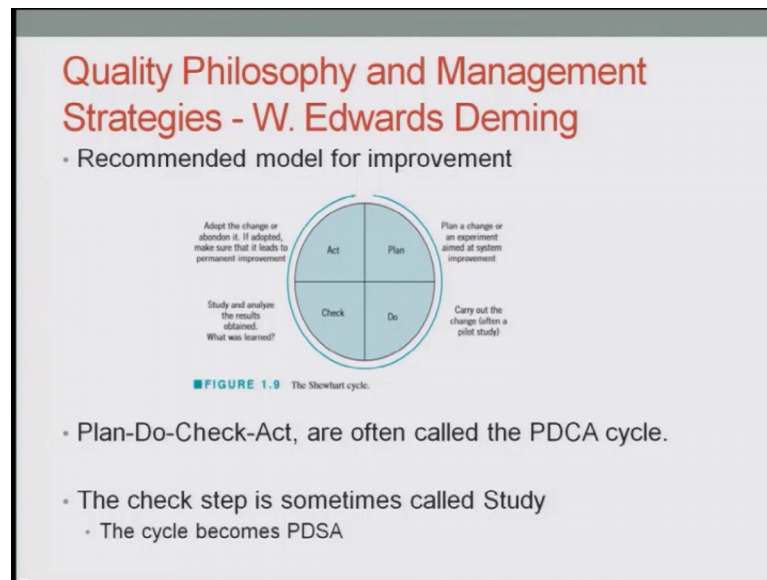 Quality Philosophy and Management
Strategies - W. Edwards Deming
• Recommended model for improvement
Adopt the change or
abondon it. If adopted,
make sure that it leads to
permanent improvement
Act
Plan
Plan a change or
an experiment
aimed at system
improvement
Study and analyze
the results
obtained.
What was learned?
Check
Do
Carry out the
change (often a
pilot study)
■FIGURE 1.9 The Shewhart cycle.
• Plan-Do-Check-Act, are often called the PDCA cycle.
• The check step is sometimes called Study
• The cycle becomes PDSA